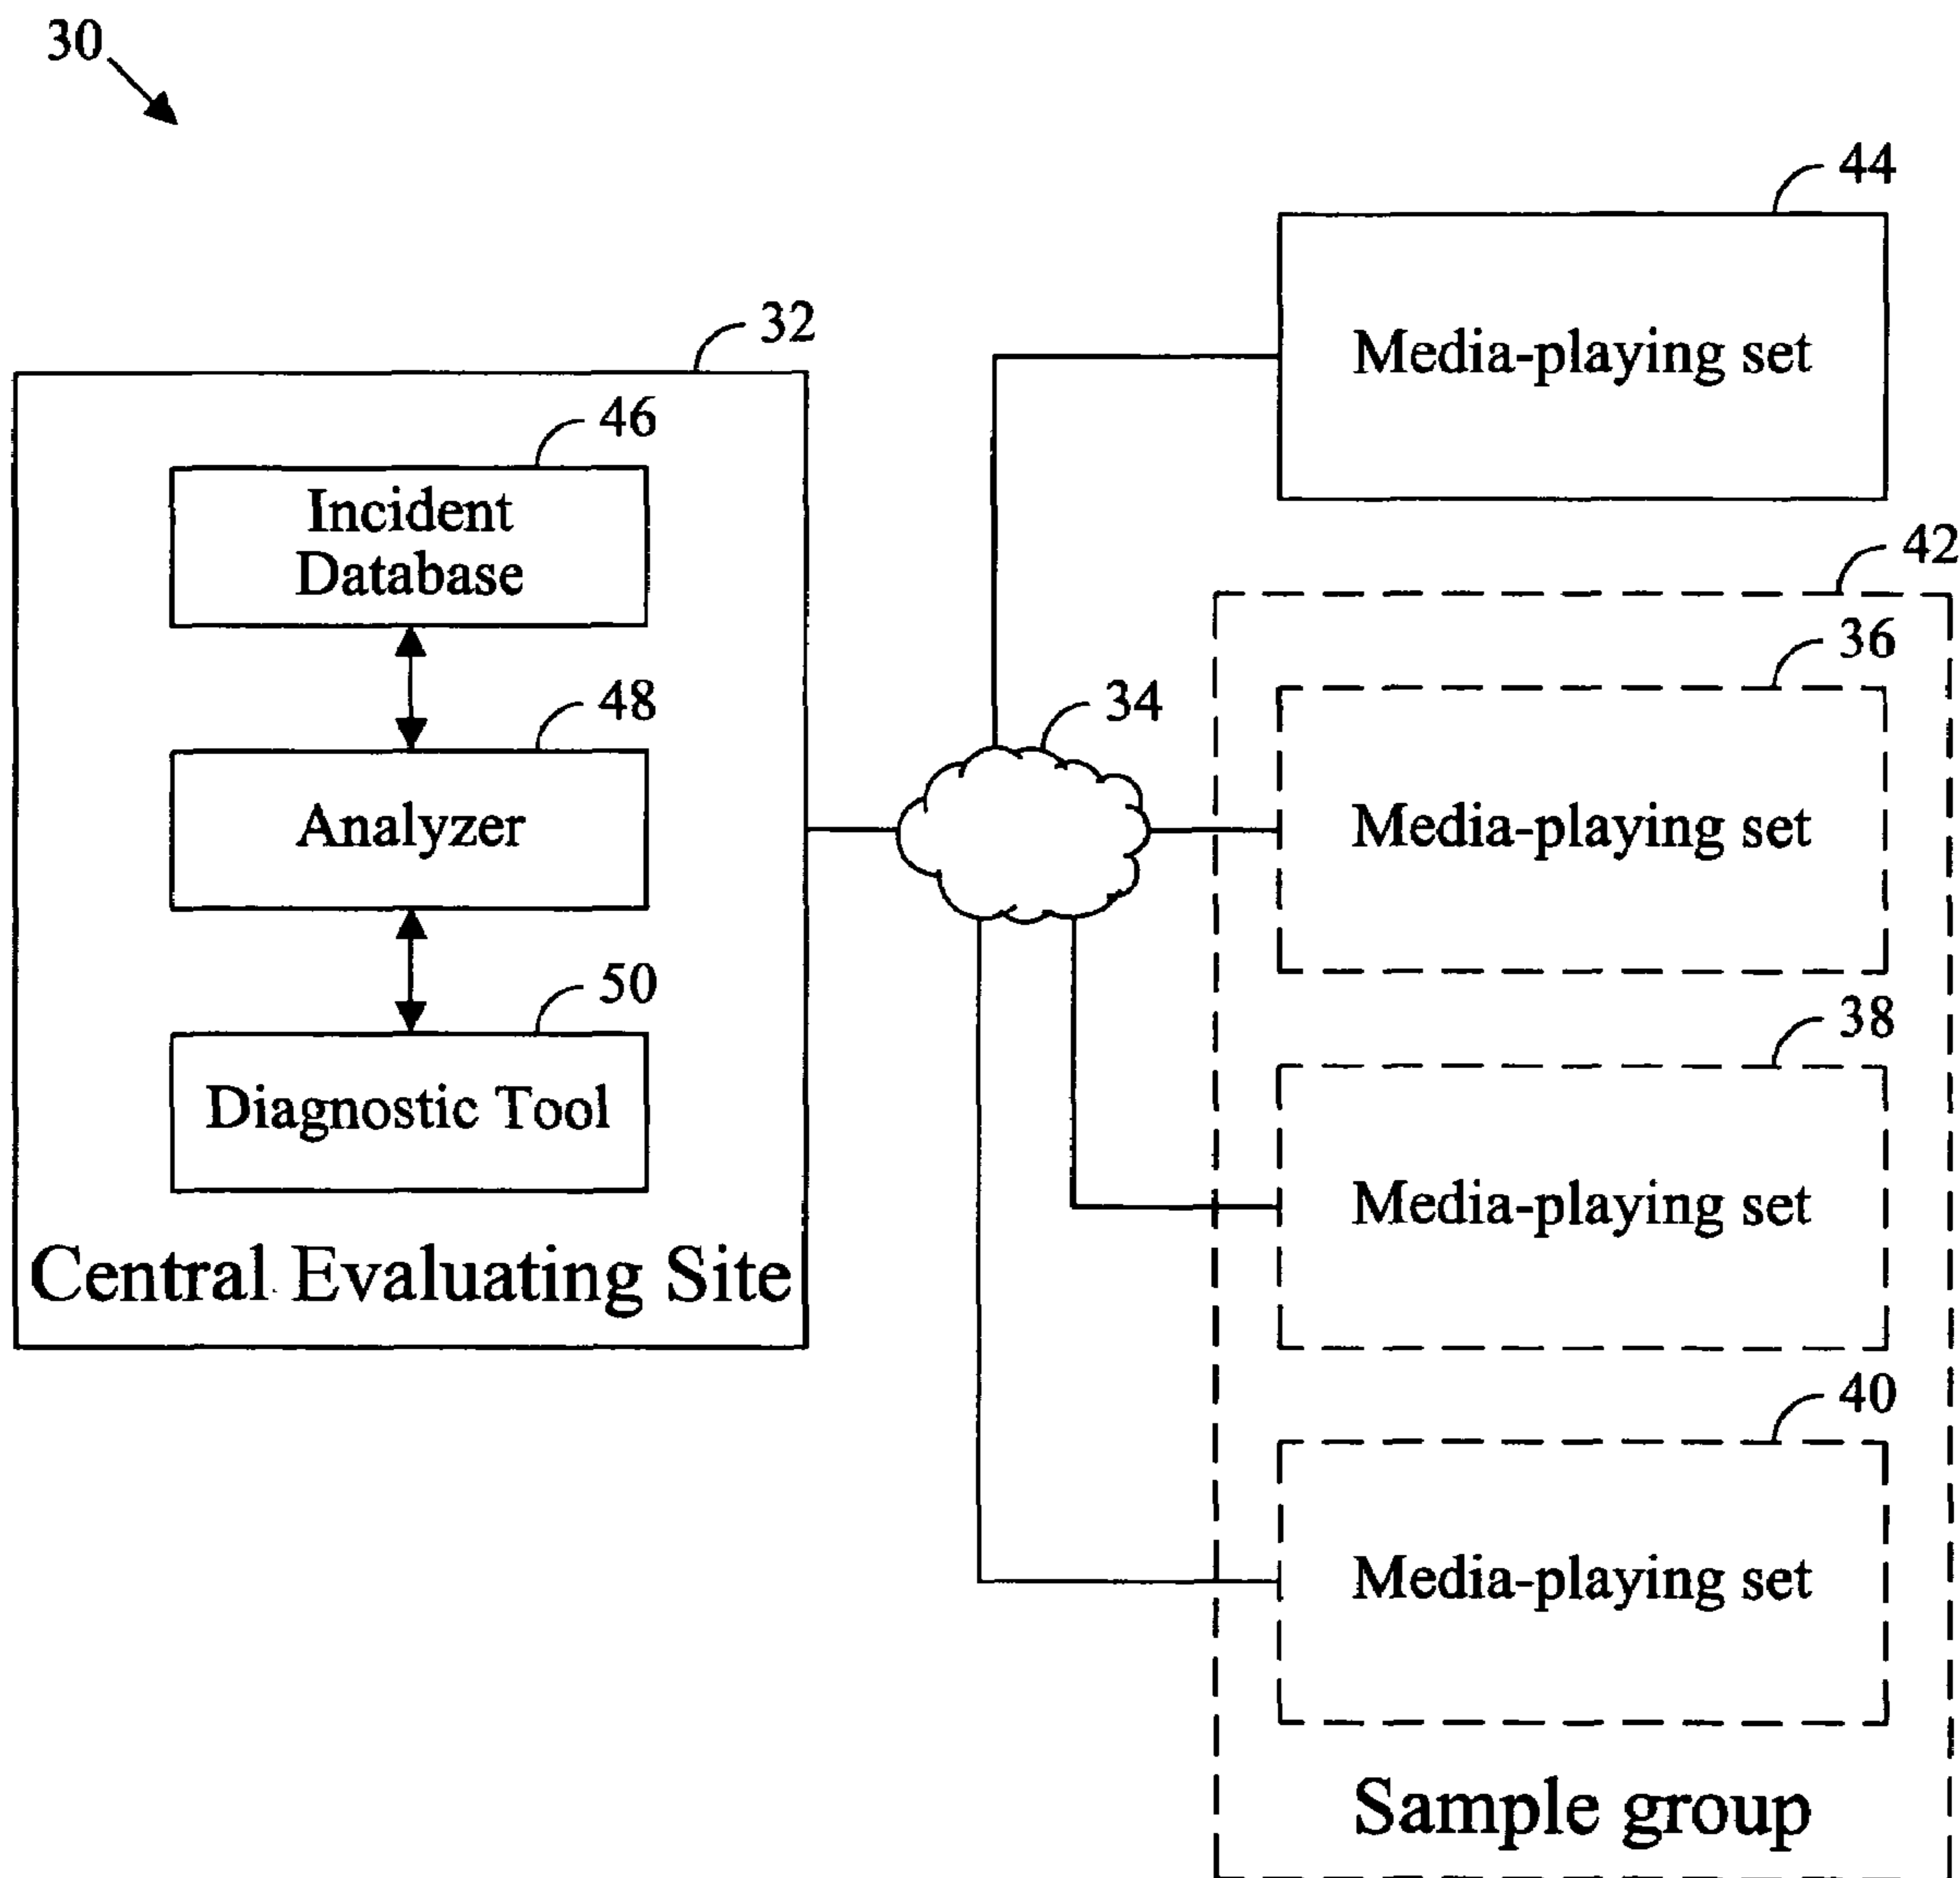 30
44
Media-playing set
32
46
Incident
Database
42
36
48
34
Media-playing set
Analyzer
50
38
Diagnostic Tool
Media-playing set
Central Evaluating Site
40
Media-playing set
Sample group